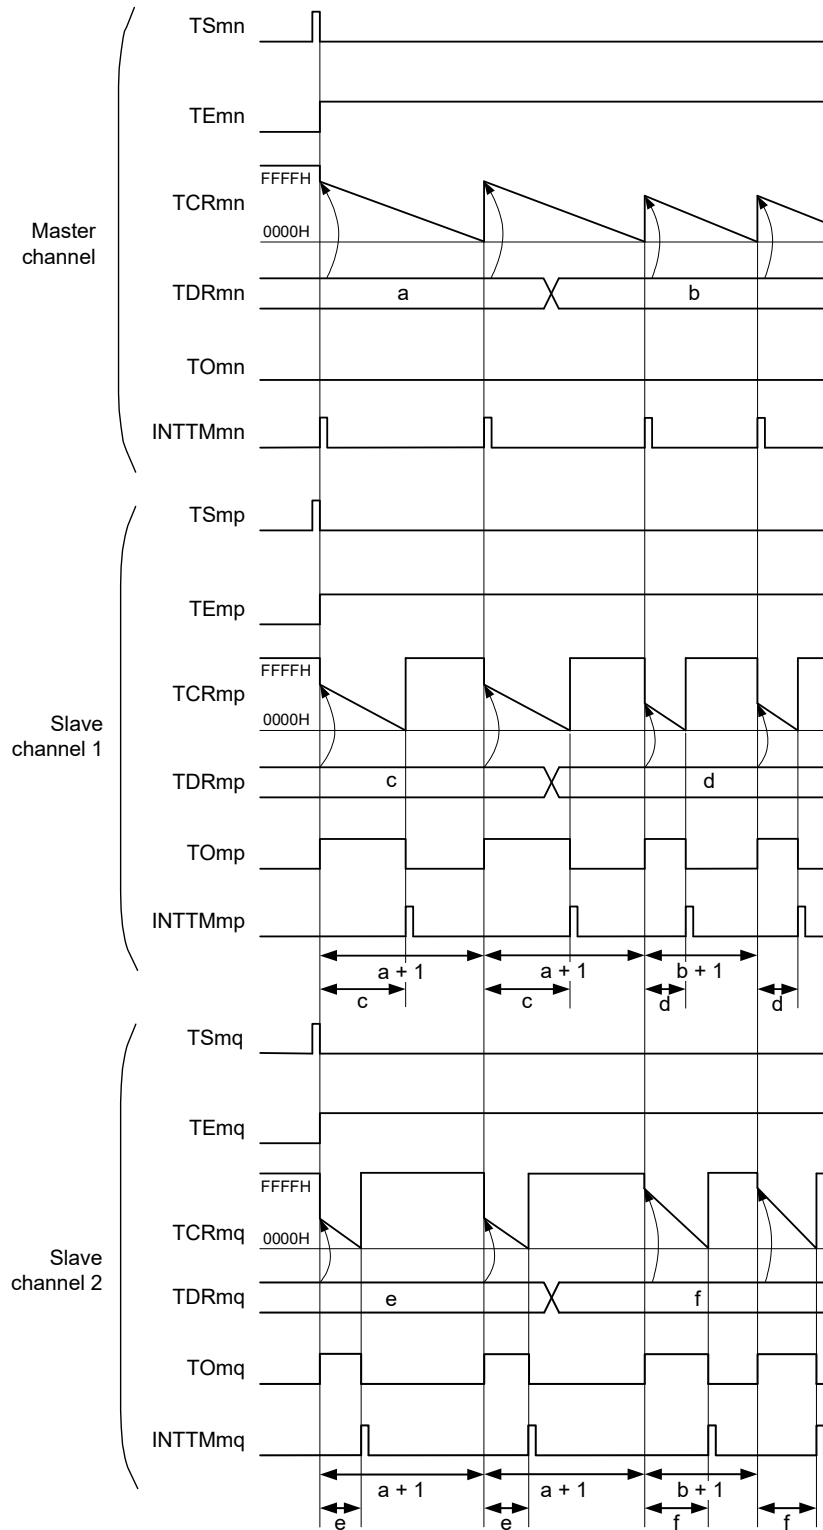 TSmn
TEmn
FFFFH
TCRmn
0000H
Master
channel
TDRmn
a
b
TOmn
INTTMmn
TSmp
TEmp
FFFFH
TCRmp
0000H
Slave
channel 1
TDRmp
c
d
TOmp
INTTMmp
a + 1
a + 1
b + 1
c
c
d
d
TSmq
TEmq
FFFFH
TCRmq
0000H
Slave
channel 2
TDRmq
e
f
TOmq
INTTMmq
a + 1
a + 1
b + 1
e
e
f
f